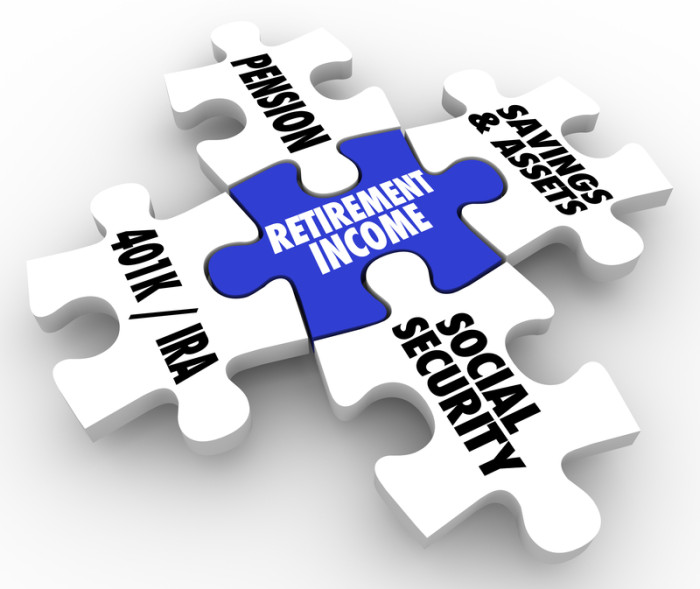 PENSION
SAVINGS
& ASSETS
RETIREMENT
INCOME
401K / IRA
SOCIAL
SECURITY